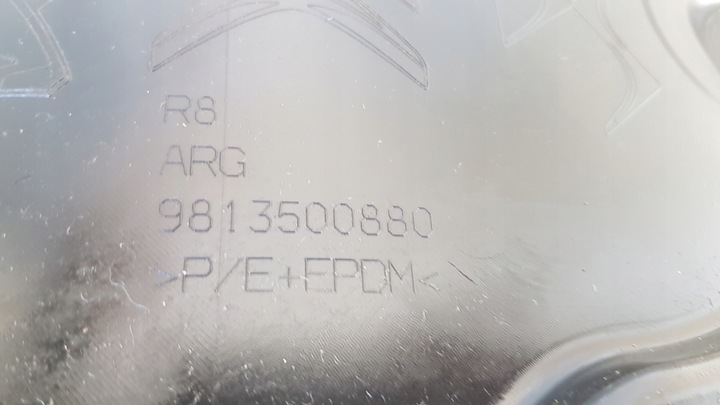 R8
ARG
9813500880
>P/E+EPDM<